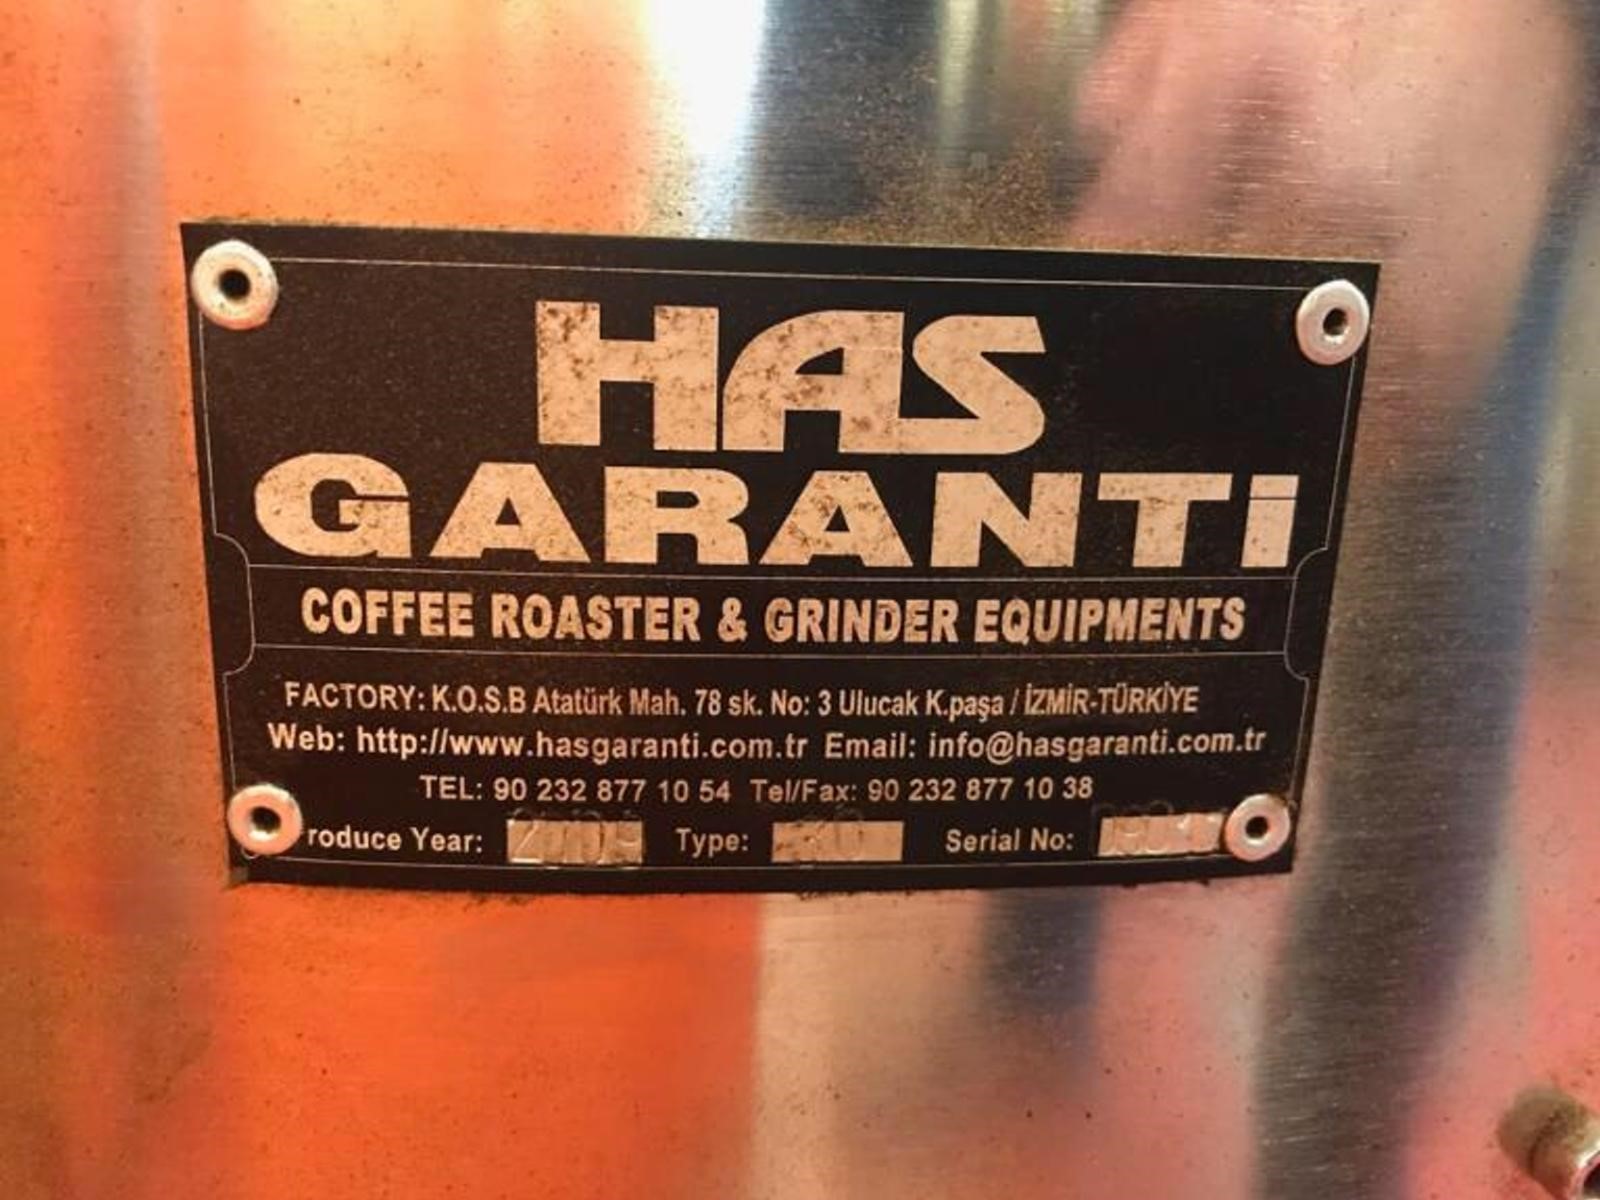 HAS
GARANTİ
COFFEE ROASTER & GRINDER EQUIPMENTS
FACTORY: K.O.S.B Atatürk Mah. 78 sk. No: 3 Ulucak K.paşa / İZMİR-TÜRKİYE
Web: http://www.hasgaranti.com.tr Email: info@hasgaranti.com.tr
TEL: 90 232 877 10 54 Tel/Fax: 90 232 877 10 38
roduce Year: 2009 Type: Serial No: